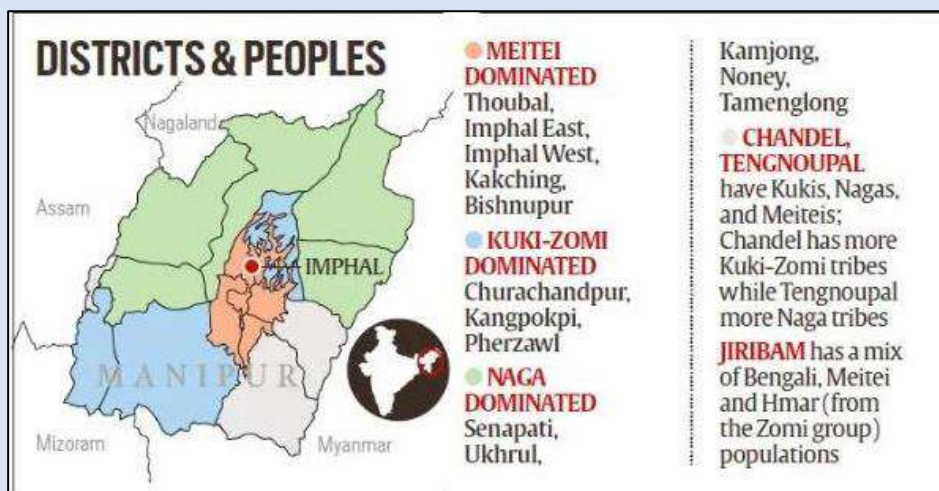 DISTRICTS & PEOPLES
Nagaland
Assam
IMPHAL
MANIPUR
Mizoram
Myanmar
MEITEI
DOMINATED
Thoubal,
Imphal East,
Imphal West,
Kakching,
Bishnupur
KUKI-ZOMI
DOMINATED
Churachandpur,
Kangpokpi,
Pherzawl
NAGA
DOMINATED
Senapati,
Ukhrul,
Kamjong,
Noney,
Tamenglong
CHANDEL,
TENGNOUPAL
have Kukis, Nagas,
and Meiteis;
Chandel has more
Kuki-Zomi tribes
while Tengnoupal
more Naga tribes
JIRIBAM has a mix
of Bengali, Meitei
and Hmar (from
the Zomi group)
populations